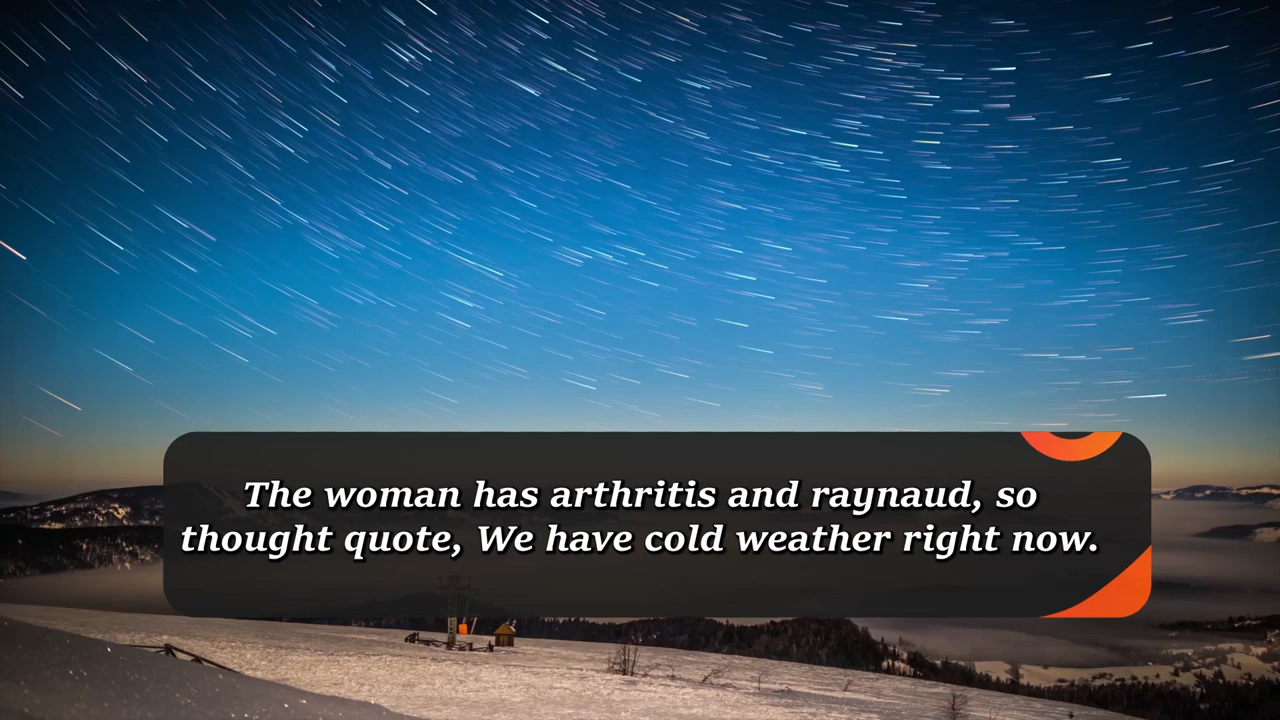 The woman has arthritis and raynaud, so
thought quote, We have cold weather right now.